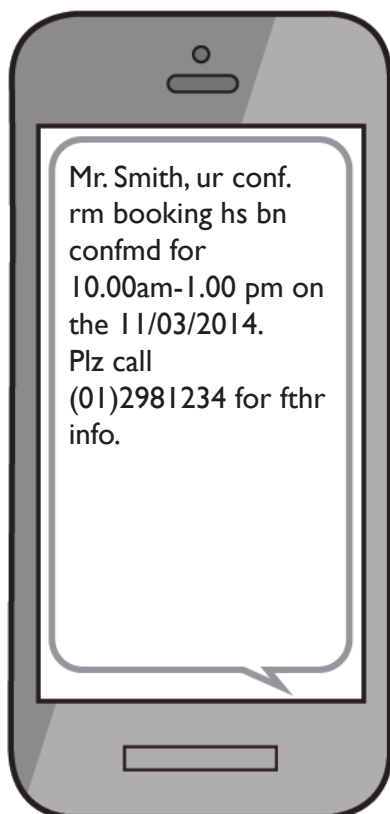 Mr. Smith, ur conf.
rm booking hs bn
confmd for
10.00am-1.00 pm on
the 11/03/2014.
Plz call
(01)2981234 for fthr
info.